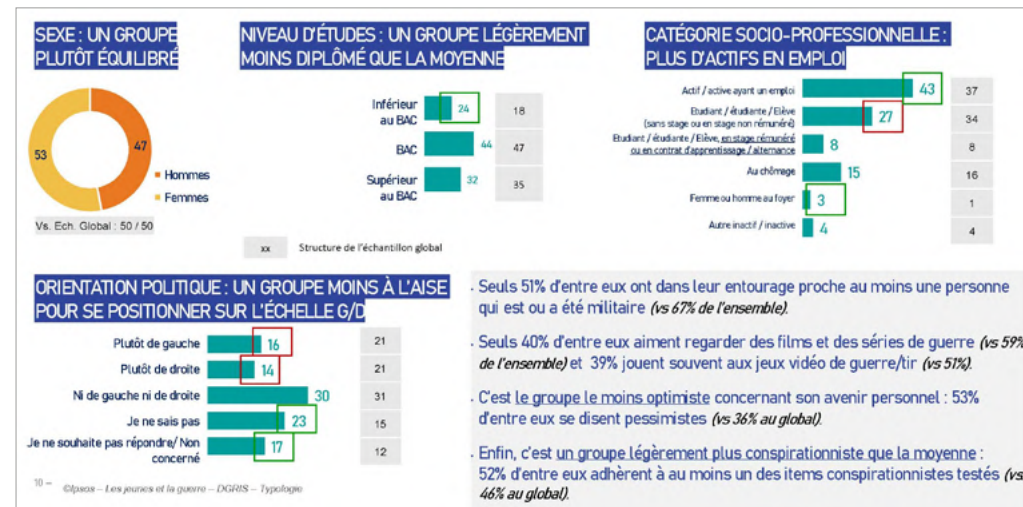 SEXE : UN GROUPE
PLUTÔT ÉQUILIBRÉ
53
47
Hommes
Femmes
Vs. Ech. Global : 50 / 50
NIVEAU D'ÉTUDES : UN GROUPE LÉGÈREMENT
MOINS DIPLÔMÉ QUE LA MOYENNE
Inférieur
au BAC
24
18
BAC
44
47
Supérieur
au BAC
32
35
xx
Structure de l'échantillon global
CATÉGORIE SOCIO-PROFESSIONNELLE :
PLUS D'ACTIFS EN EMPLOI
Actif / active ayant un emploi
43
37
Etudiant / étudiante / Elève
(sans stage ou en stage non rémunéré)
27
34
Etudiant / étudiante / Elève, en stage rémunéré
ou en contrat d'apprentissage / alternance
8
8
Au chômage
15
16
Femme ou homme au foyer
3
1
Autre inactif / inactive
4
4
ORIENTATION POLITIQUE : UN GROUPE MOINS À L'AISE
POUR SE POSITIONNER SUR L'ÉCHELLE G/D
Plutôt de gauche
16
21
Plutôt de droite
14
21
Ni de gauche ni de droite
30
31
Je ne sais pas
23
15
Je ne souhaite pas répondre/ Non
concerné
17
12
10 –
©Ipsos – Les jeunes et la guerre – DGRIS – Typologie
Seuls 51% d'entre eux ont dans leur entourage proche au moins une personne
qui est ou a été militaire (vs 67% de l'ensemble).
Seuls 40% d'entre eux aiment regarder des films et des séries de guerre (vs 59%
de l'ensemble) et 39% jouent souvent aux jeux vidéo de guerre/tir (vs 51%).
C'est le groupe le moins optimiste concernant son avenir personnel : 53%
d'entre eux se disent pessimistes (vs 36% au global).
Enfin, c'est un groupe légèrement plus conspirationniste que la moyenne :
52% d'entre eux adhèrent à au moins un des items conspirationnistes testés (vs
46% au global).